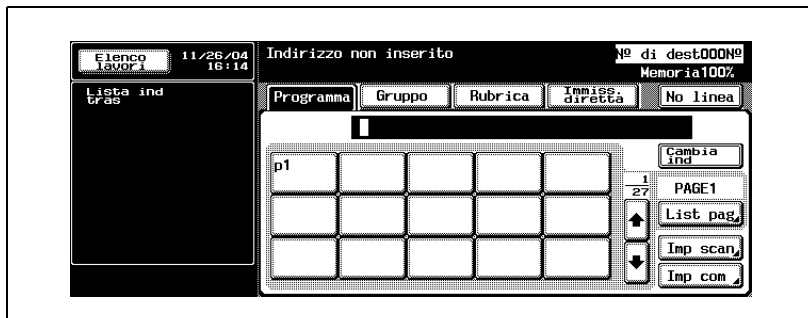 Elenco lavori
11/26/04
16:14
Indirizzo non inserito
Nº di dest000Nº
Memoria100%
Lista ind
tras
Programma
Gruppo
Rubrica
Immiss. diretta
No linea
Cambia ind
p1
1
27
PAGE1
List pag
Imp scan
Imp com